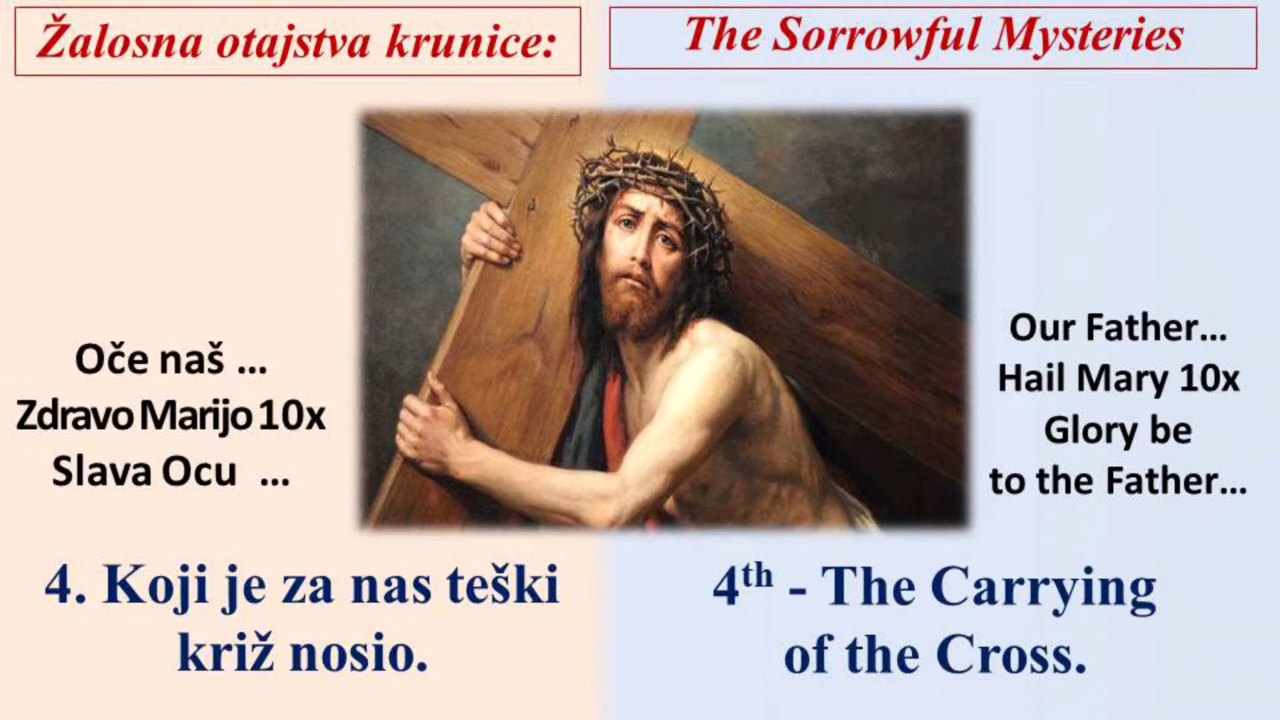 Žalosna otajstva krunice:
The Sorrowful Mysteries
Oče naš ...
Zdravo Marijo 10x
Slava Ocu ...
Our Father...
Hail Mary 10x
Glory be
to the Father...
4. Koji je za nas teški
križ nosio.
4th - The Carrying
of the Cross.